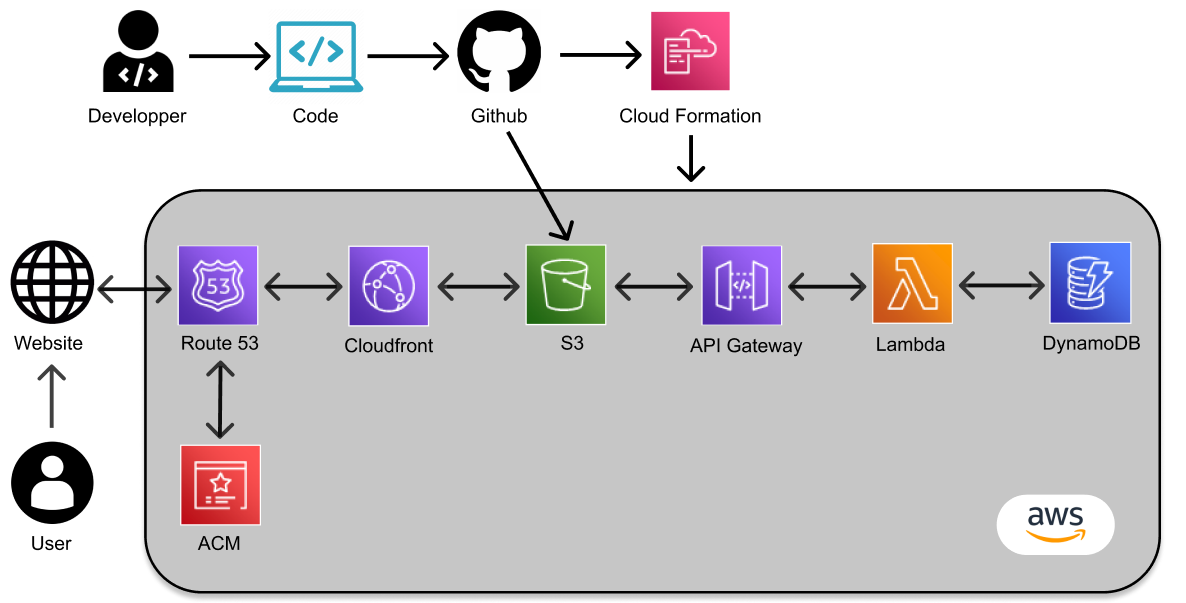 </>
</>
Developper
Code
Github
Cloud Formation
53
</>
Website
Route 53
Cloudfront
S3
API Gateway
Lambda
DynamoDB
User
ACM
aws